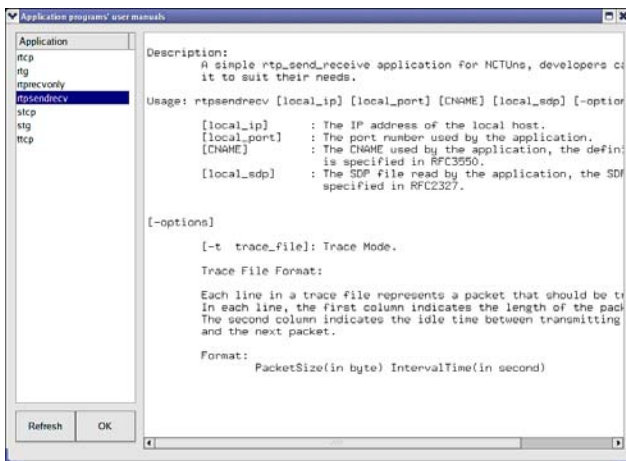 Application programs' user manuals
Application
rtcp
rtg
rtprecvonly
rtpsendrecv
stcp
stg
ttcp
Refresh
OK
Description:
A simple rtp_send_receive application for NCTUns, developers ca
it to suit their needs.
Usage: rtpsendrecv [local_ip] [local_port] [CNAME] [local_sdp] [-option
[local_ip] : The IP address of the local host.
[local_port] : The port number used by the application.
[CNAME] : The CNAME used by the application, the defini
is specified in RFC3550.
[local_sdp] : The SDP file read by the application, the SDP
specified in RFC2327.
[-options]
[-t trace_file]: Trace Mode.
Trace File Format:
Each line in a trace file represents a packet that should be tr
In each line, the first column indicates the length of the pack
The second column indicates the idle time between transmitting
and the next packet.
Format:
PacketSize(in byte) IntervalTime(in second)